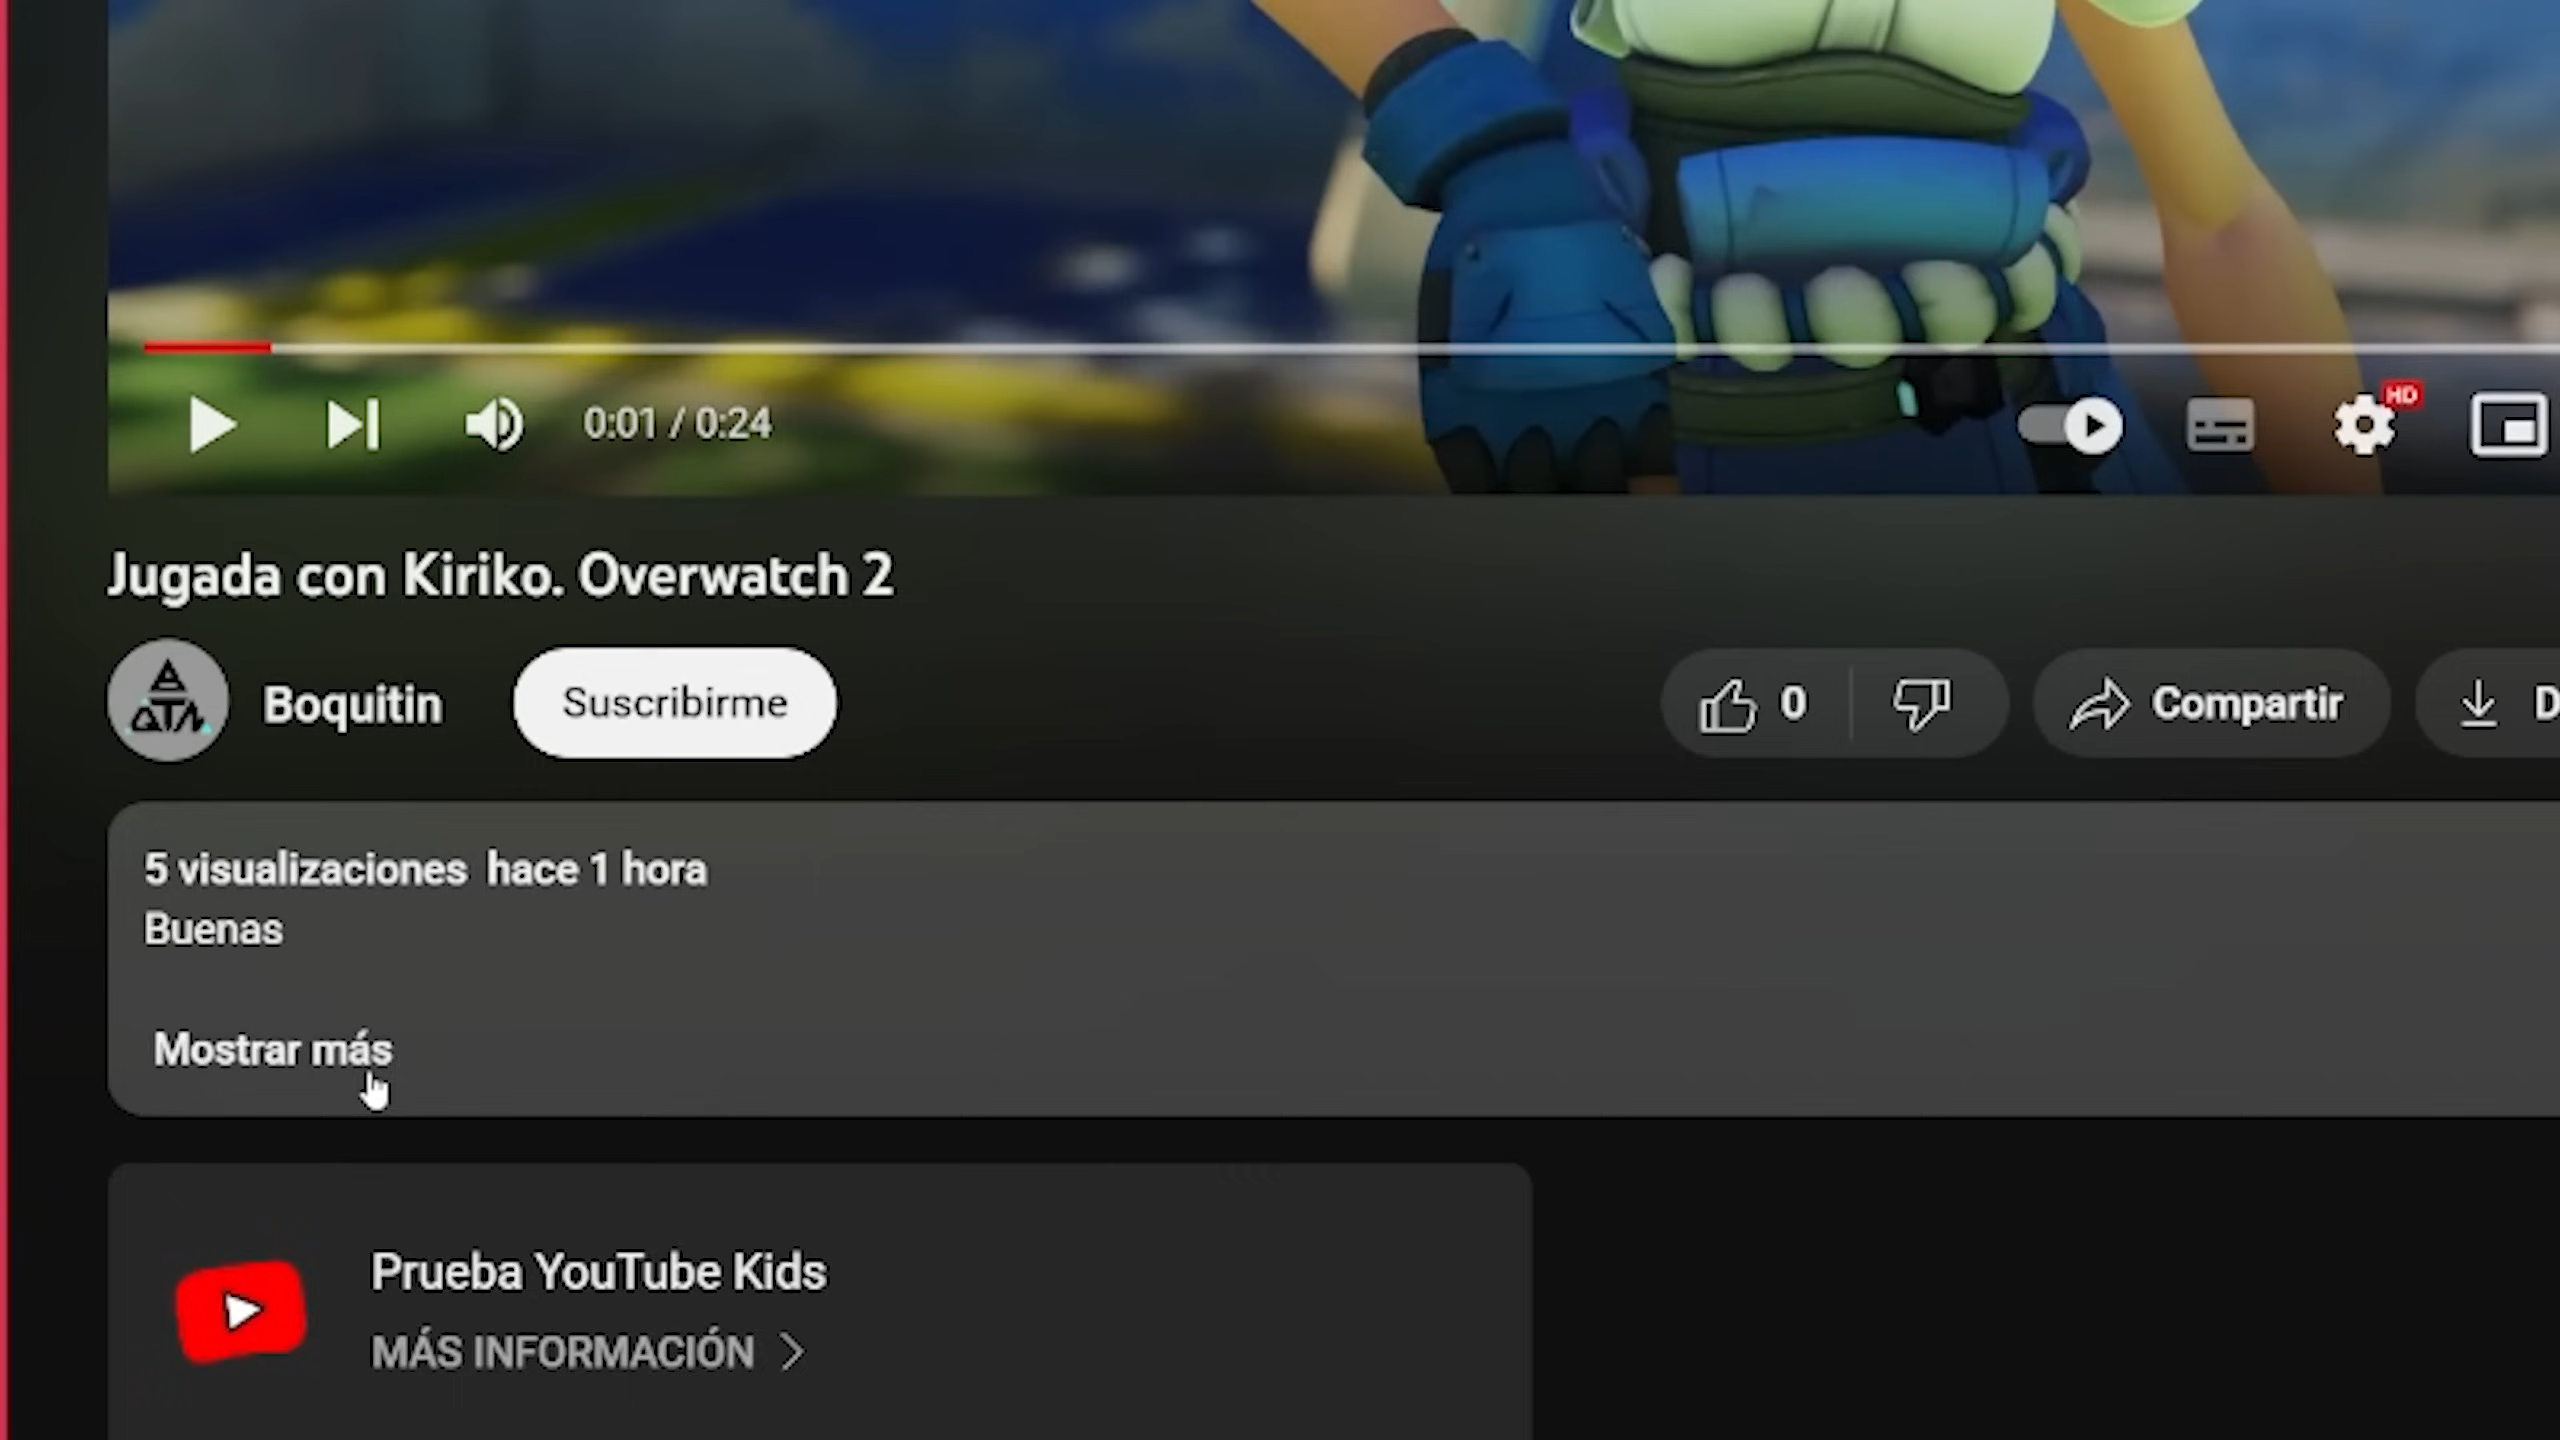 HD
0:01 / 0:24
Jugada con Kiriko. Overwatch 2
Boquitin
Suscribirme
0
Compartir
D
5 visualizaciones hace 1 hora
Buenas
Mostrar más
Prueba YouTube Kids
MÁS INFORMACIÓN